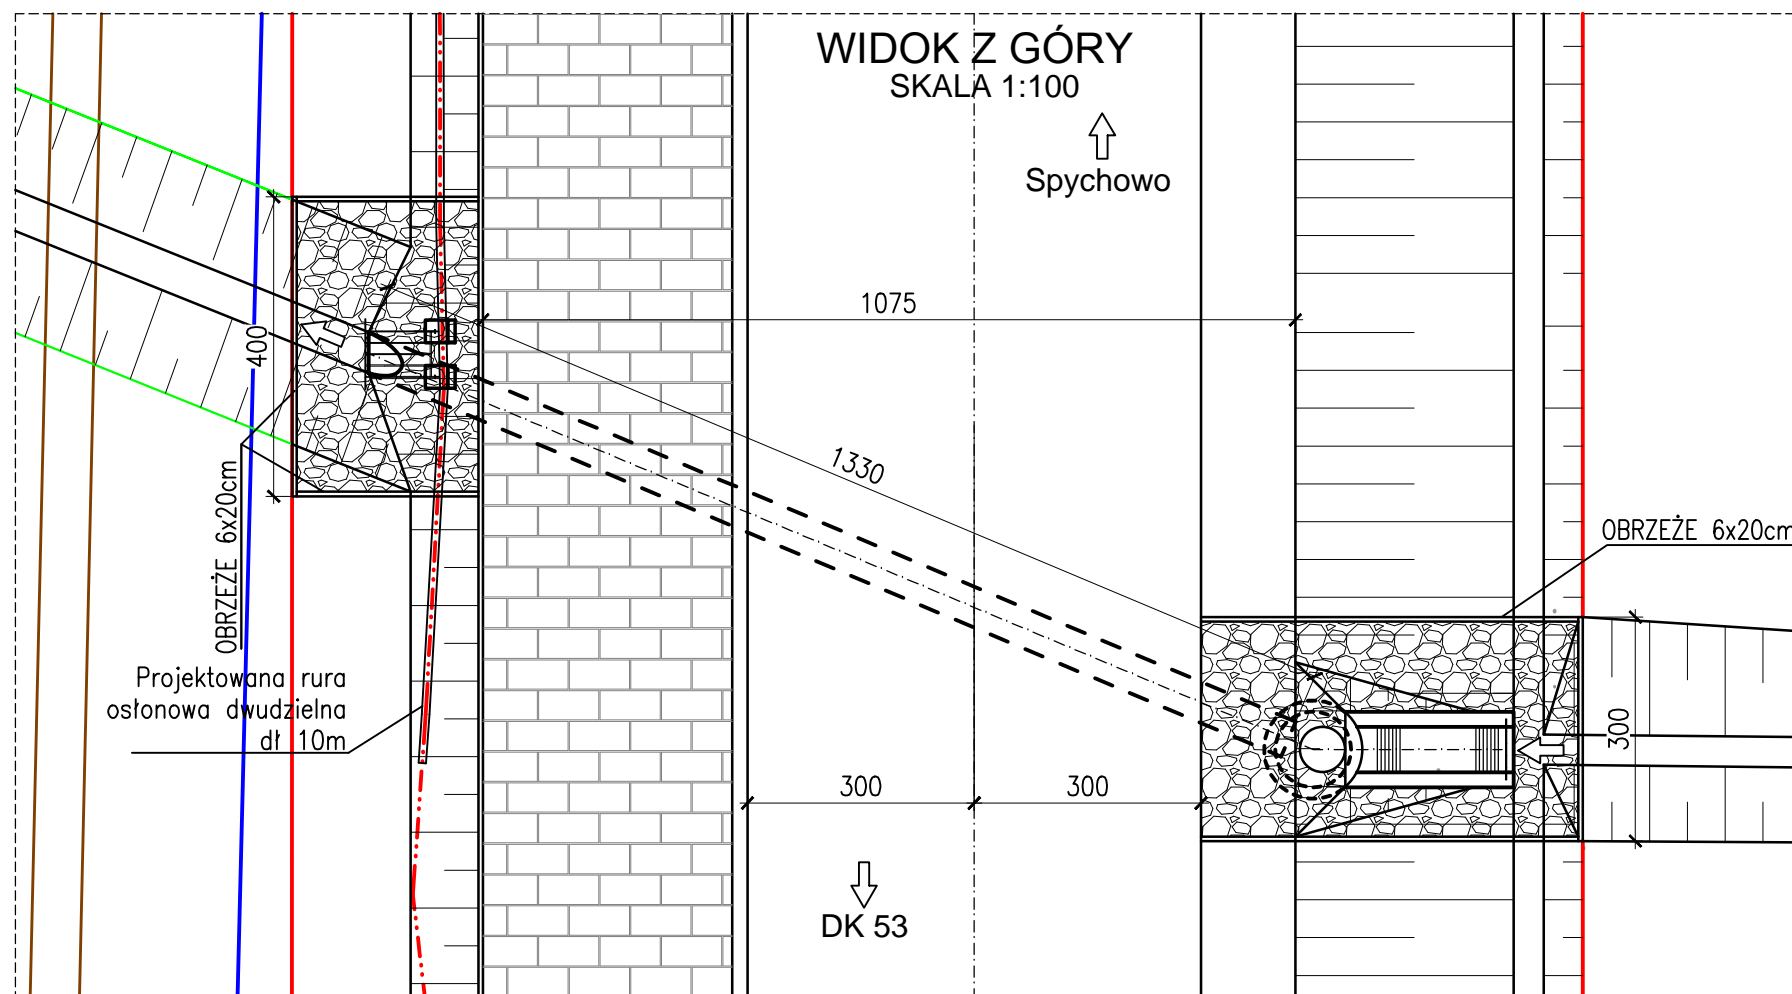 WIDOK Z GÓRY
SKALA 1:100
Spychowo
1075
400
1330
OBRZEŻE 6x20cm
OBRZEŻE 6x20cm
Projektowana rura
osłonowa dwudzielna
dł 10m
300
300
300
DK 53